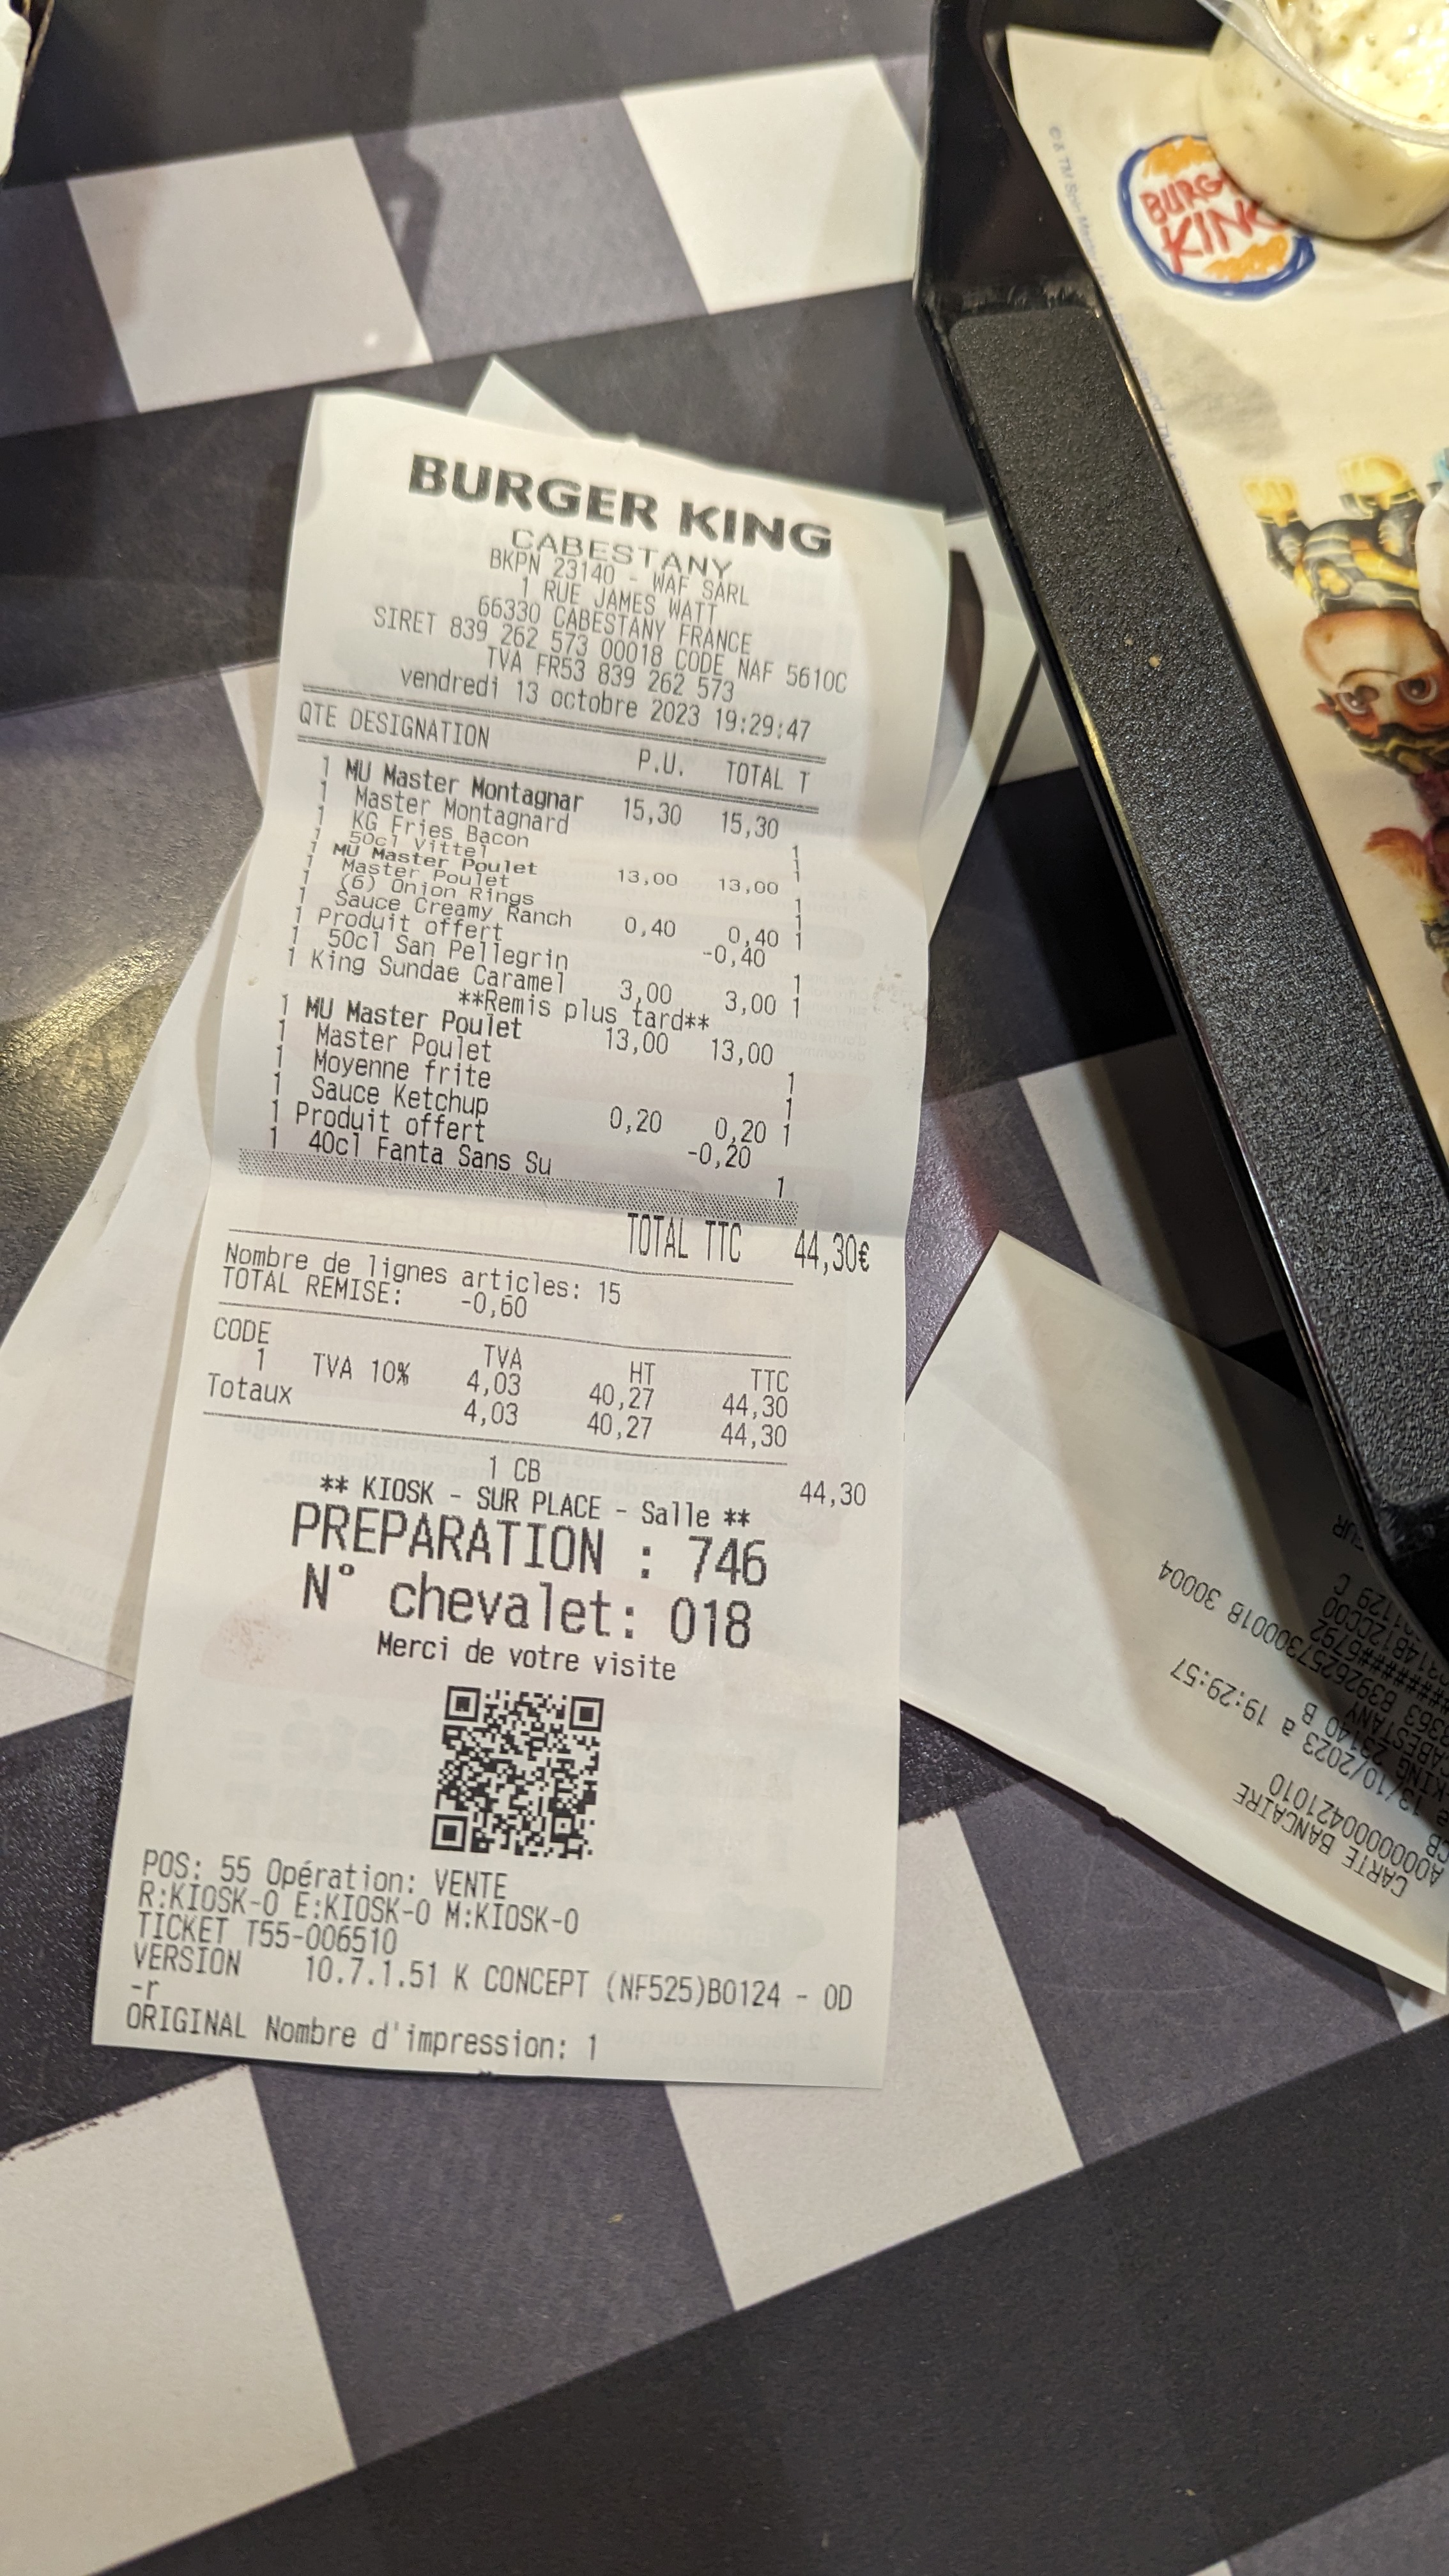 BURGER KING
CABESTANY
BKPN 23140 - WAF SARL
1 RUE JAMES WATT
66330 CABESTANY FRANCE
SIRET 839 262 573 00018 CODE NAF 5610C
TVA FR53 839 262 573
vendredi 13 octobre 2023 19:29:47
QTE DESIGNATION P.U. TOTAL T
1 MU Master Montagnar 15,30 15,30
1 Master Montagnard 1
1 KG Fries Bacon 1
1 50cl Vittel 1
1 MU Master Poulet 13,00 13,00
1 Master Poulet 1
1 (6) Onion Rings 1
1 Sauce Creamy Ranch 0,40 0,40 1
1 Produit offert -0,40
1 50cl San Pellegrin 1
1 King Sundae Caramel 3,00 3,00 1
**Remis plus tard**
1 MU Master Poulet 13,00 13,00
1 Master Poulet 1
1 Moyenne frite 1
1 Sauce Ketchup 0,20 0,20 1
1 Produit offert -0,20
1 40cl Fanta Sans Su 1
TOTAL TTC 44,30€
Nombre de lignes articles: 15
TOTAL REMISE: -0,60
CODE TVA HT TTC
1 TVA 10% 4,03 40,27 44,30
Totaux 4,03 40,27 44,30
1 CB 44,30
** KIOSK - SUR PLACE - Salle **
PREPARATION : 746
N° chevalet: 018
Merci de votre visite
POS: 55 Opération: VENTE
R:KIOSK-0 E:KIOSK-0 M:KIOSK-0
TICKET T55-006510
VERSION 10.7.1.51 K CONCEPT (NF525)B0124 - OD
-r
ORIGINAL Nombre d'impression: 1
BURGER
KING
CARTE BANCAIRE
A0000000421010
CB
13/10/2023 à 19:29:57
KING 23140 B
CABESTANY
83926257300018 30004